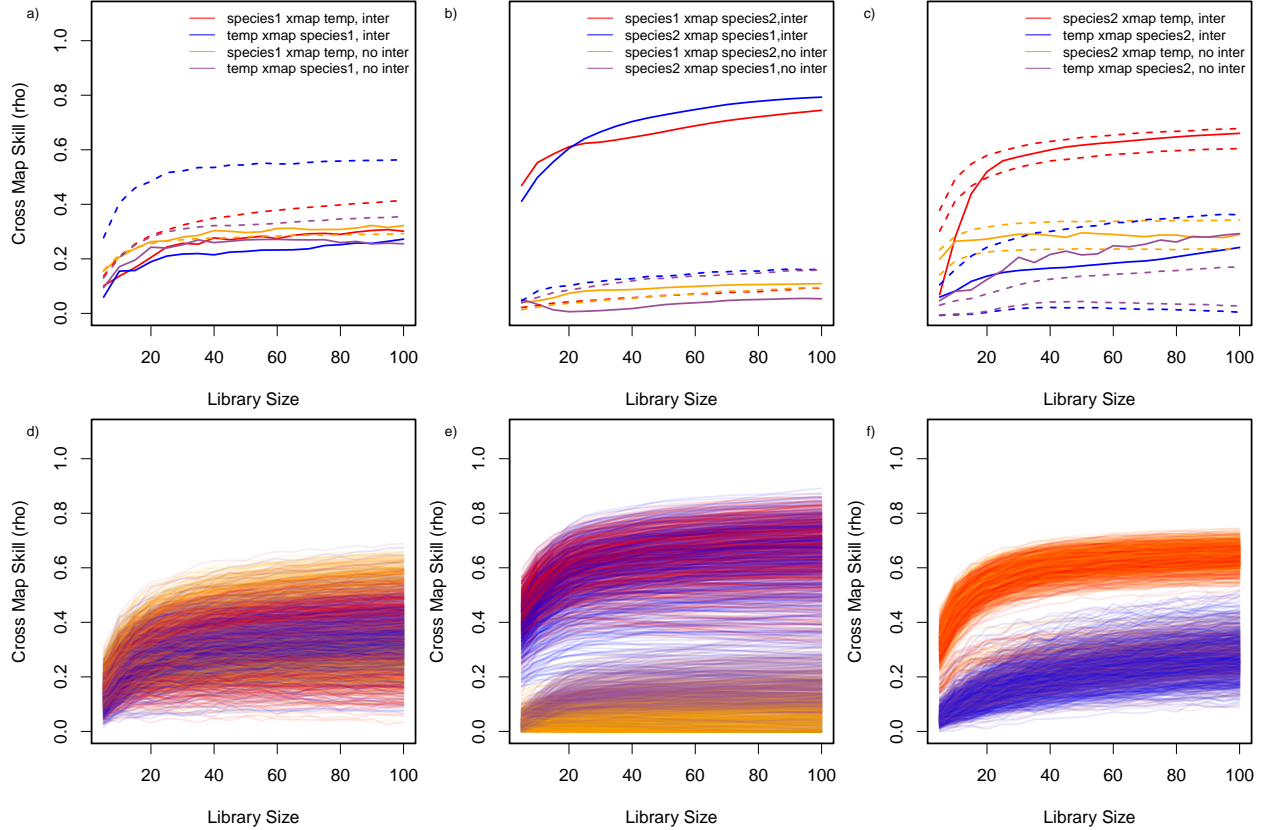 a)
species1 xmap temp, inter
temp xmap species1, inter
species1 xmap temp, no inter
temp xmap species1, no inter
Cross Map Skill (rho)
0.0 0.2 0.4 0.6 0.8 1.0
20 40 60 80 100
Library Size
b)
species1 xmap species2,inter
species2 xmap species1,inter
species1 xmap species2,no inter
species2 xmap species1,no inter
20 40 60 80 100
Library Size
c)
species2 xmap temp, inter
temp xmap species2, inter
species2 xmap temp, no inter
temp xmap species2, no inter
20 40 60 80 100
Library Size
d)
Cross Map Skill (rho)
0.0 0.2 0.4 0.6 0.8 1.0
20 40 60 80 100
Library Size
e)
Cross Map Skill (rho)
0.0 0.2 0.4 0.6 0.8 1.0
20 40 60 80 100
Library Size
f)
Cross Map Skill (rho)
0.0 0.2 0.4 0.6 0.8 1.0
20 40 60 80 100
Library Size